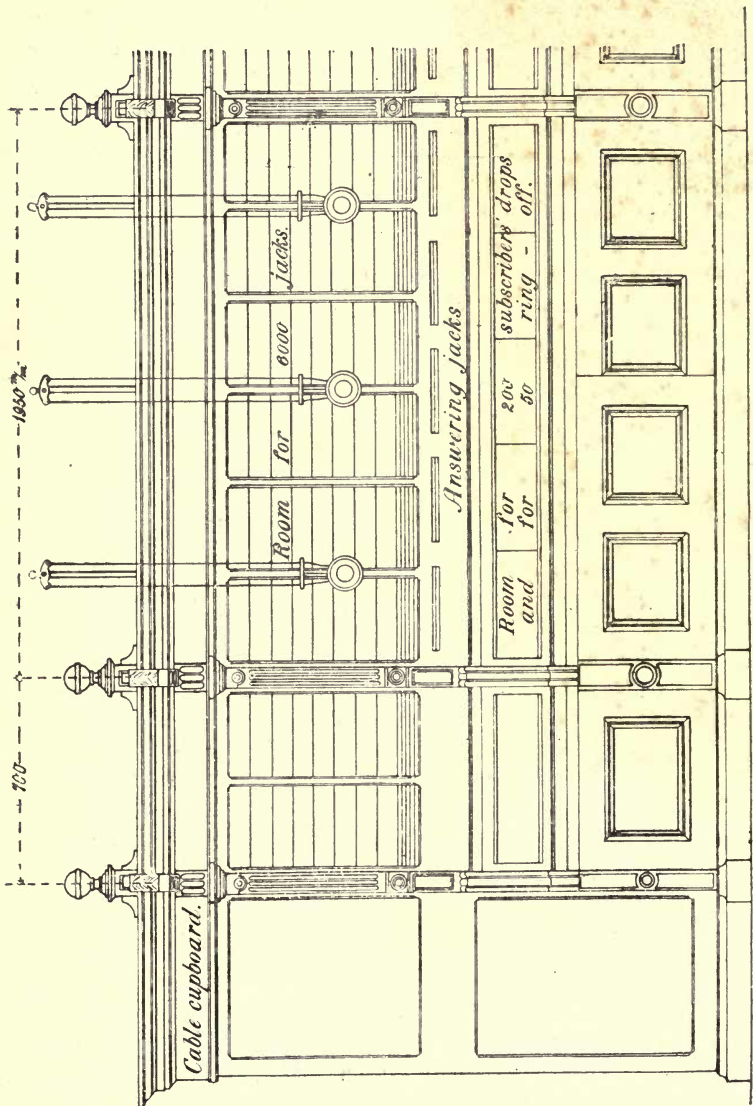 700
Cable cupboard.
Room for 6000 jacks.
Answering jacks
Room for 200 subscribers' drops
and for 50 ring - off.